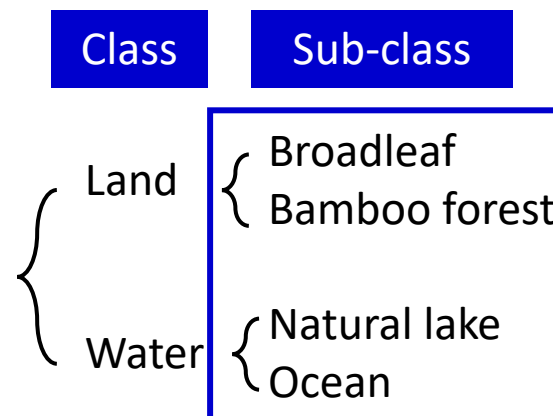 Class Sub-class
Land
Broadleaf
Bamboo forest
Water
Natural lake
Ocean